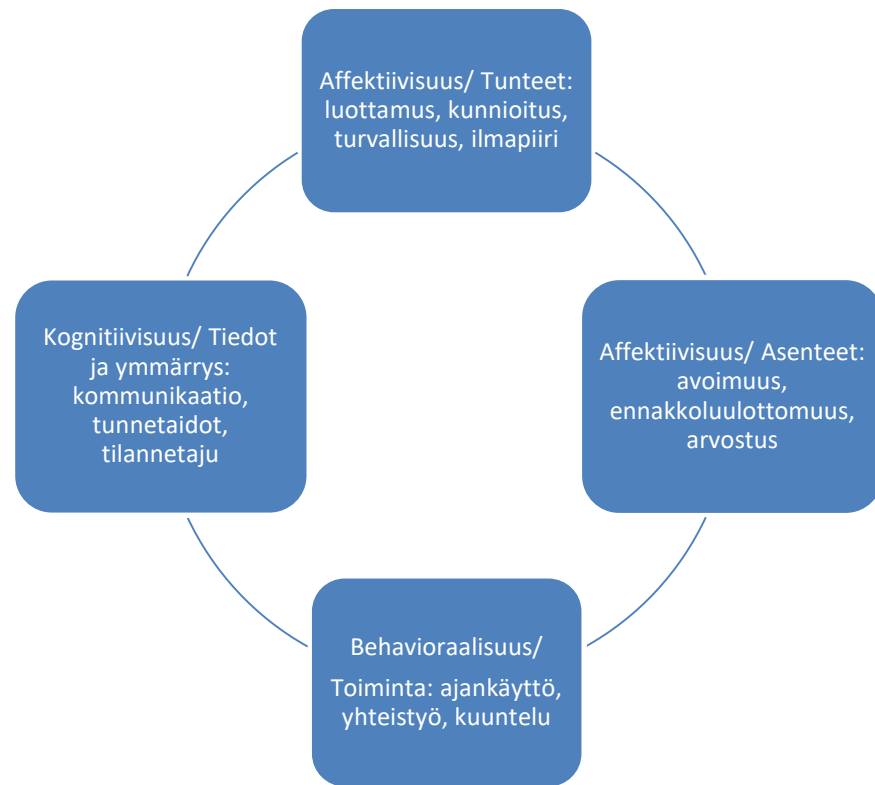 Affektiivisuus/ Tunteet:
luottamus, kunnioitus,
turvallisuus, ilmapiiri
Kognitiivisuus/ Tiedot
ja ymmärrys:
kommunikaatio,
tunnetaidot,
tilannetaju
Affektiivisuus/ Asenteet:
avoimuus,
ennakkoluulottomuus,
arvostus
Behavioraalisuus/
Toiminta: ajankäyttö,
yhteistyö, kuuntelu